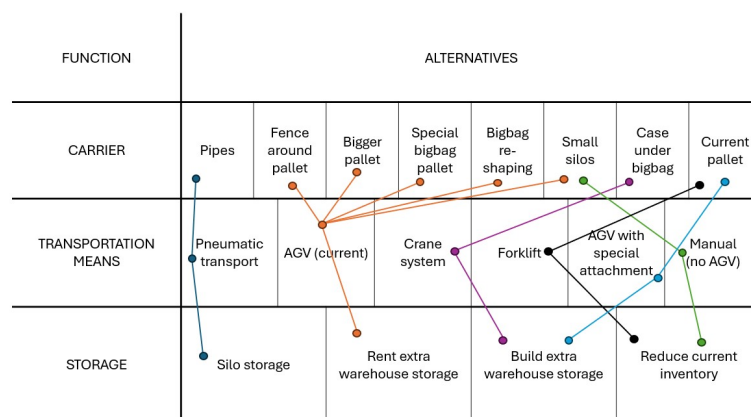 FUNCTION
ALTERNATIVES
CARRIER
Pipes
Fence
around
pallet
Bigger
pallet
Special
bigbag
pallet
Bigbag
re-
shaping
Small
silos
Case
under
bigbag
Current
pallet
TRANSPORTATION
MEANS
Pneumatic
transport
AGV (current)
Crane
system
Forklift
AGV with
special
attachment
Manual
(no AGV)
STORAGE
Silo storage
Rent extra
warehouse storage
Build extra
warehouse storage
Reduce current
inventory